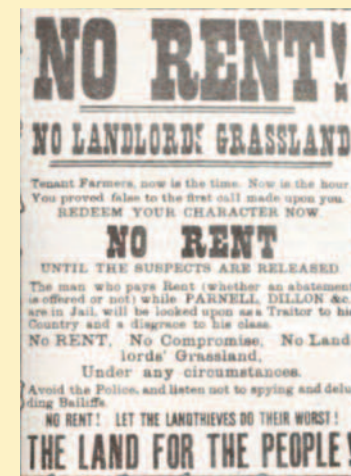 NO RENT!
NO LANDLORDS GRASSLAND
Tenant Farmers, now is the time. Now is the hour
You proved false to the first call made upon you.
REDEEM YOUR CHARACTER NOW.
NO RENT
UNTIL THE SUSPECTS ARE RELEASED.
The man who pays Rent (whether an abatement
is offered or not) while PARNELL, DILLON &c.
are in Jail, will be looked upon as a Traitor to his
Country and a disgrace to his class.
No RENT, No Compromise, No Land-
lords' Grassland,
Under any circumstances.
Avoid the Police, and listen not to spying and delu-
ding Bailiffs.
NO RENT! LET THE LANDTHIEVES DO THEIR WORST!
THE LAND FOR THE PEOPLE!